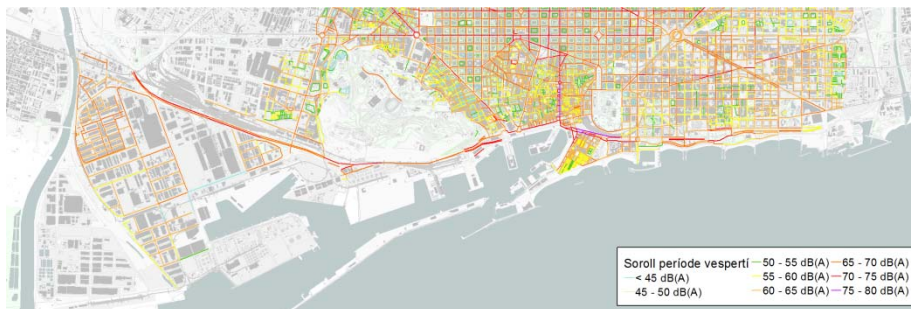 Soroll període vespertí
< 45 dB(A)
45 - 50 dB(A)
50 - 55 dB(A)
55 - 60 dB(A)
60 - 65 dB(A)
65 - 70 dB(A)
70 - 75 dB(A)
75 - 80 dB(A)